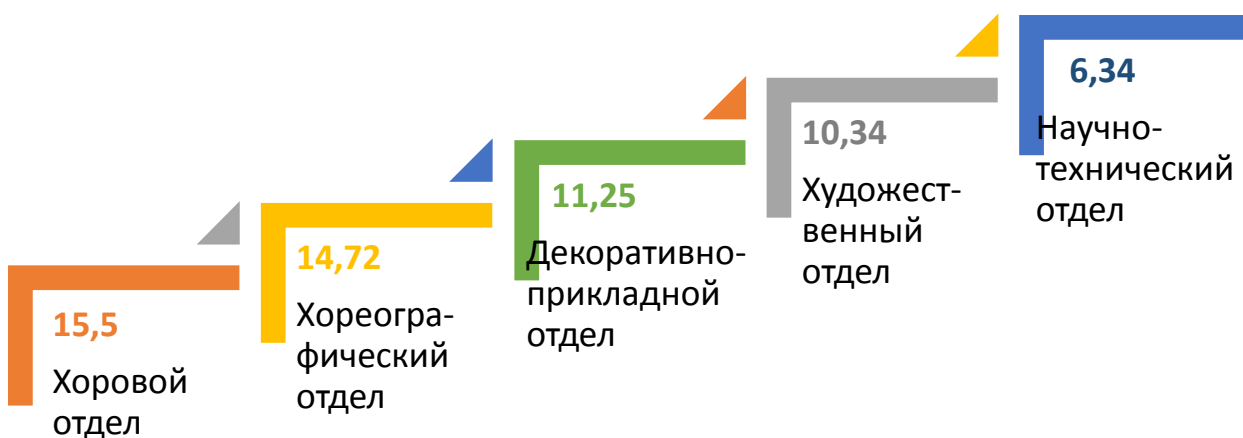 15,5
Хоровой
отдел
14,72
Хореогра-
фический
отдел
11,25
Декоративно-
прикладной
отдел
10,34
Художест-
венный
отдел
6,34
Научно-
технический
отдел